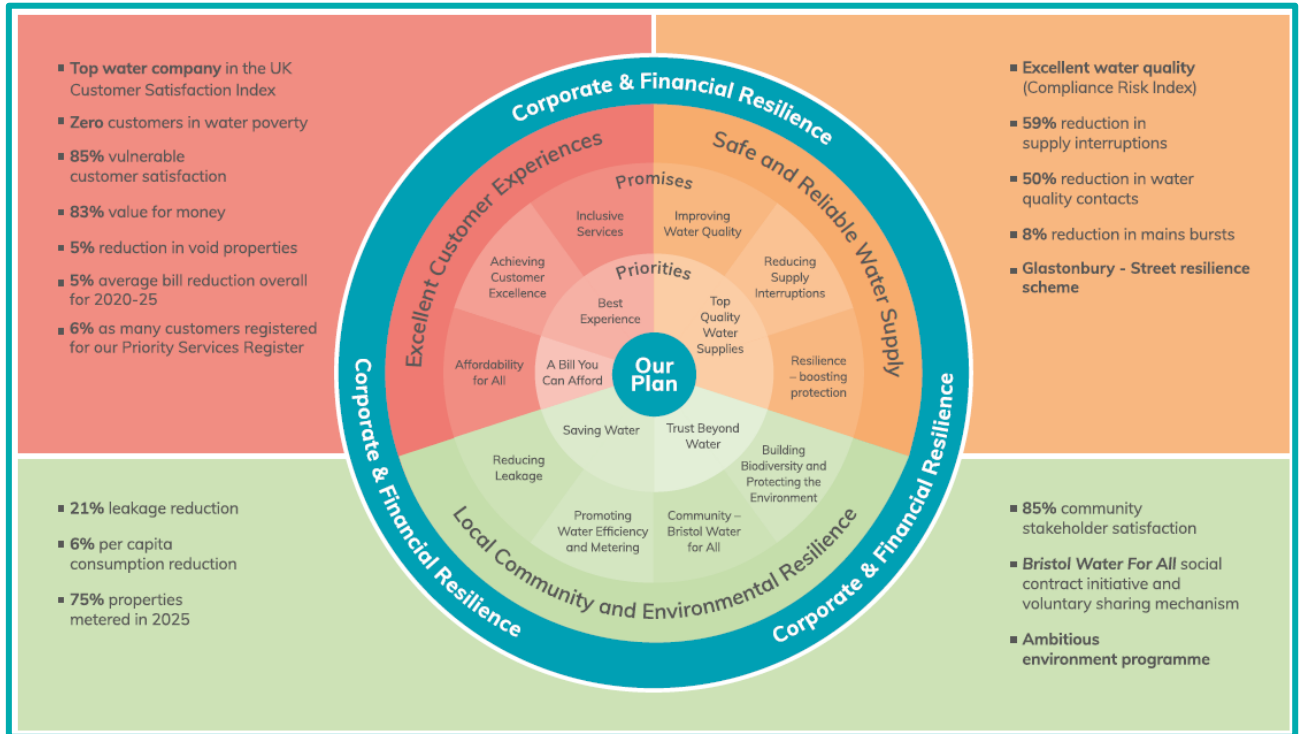 ▪ Top water company in the UK
Customer Satisfaction Index
▪ Zero customers in water poverty
▪ 85% vulnerable
customer satisfaction
▪ 83% value for money
▪ 5% reduction in void properties
▪ 5% average bill reduction overall
for 2020-25
▪ 6% as many customers registered
for our Priority Services Register
▪ Excellent water quality
(Compliance Risk Index)
▪ 59% reduction in
supply interruptions
▪ 50% reduction in water
quality contacts
▪ 8% reduction in mains bursts
▪ Glastonbury - Street resilience
scheme
Corporate & Financial Resilience
Excellent Customer Experiences
Safe and Reliable Water Supply
Promises
Inclusive
Services
Improving
Water Quality
Achieving
Customer
Excellence
Reducing
Supply
Interruptions
Priorities
Best
Experience
Top
Quality
Water
Supplies
Affordability
for All
A Bill You
Can Afford
Our
Plan
Resilience
– boosting
protection
Saving Water
Trust Beyond
Water
Reducing
Leakage
Building
Biodiversity and
Protecting the
Environment
Promoting
Water Efficiency
and Metering
Community –
Bristol Water
for All
Local Community and Environmental Resilience
Corporate & Financial Resilience
Corporate & Financial Resilience
▪ 21% leakage reduction
▪ 6% per capita
consumption reduction
▪ 75% properties
metered in 2025
▪ 85% community
stakeholder satisfaction
▪ Bristol Water For All social
contract initiative and
voluntary sharing mechanism
▪ Ambitious
environment programme